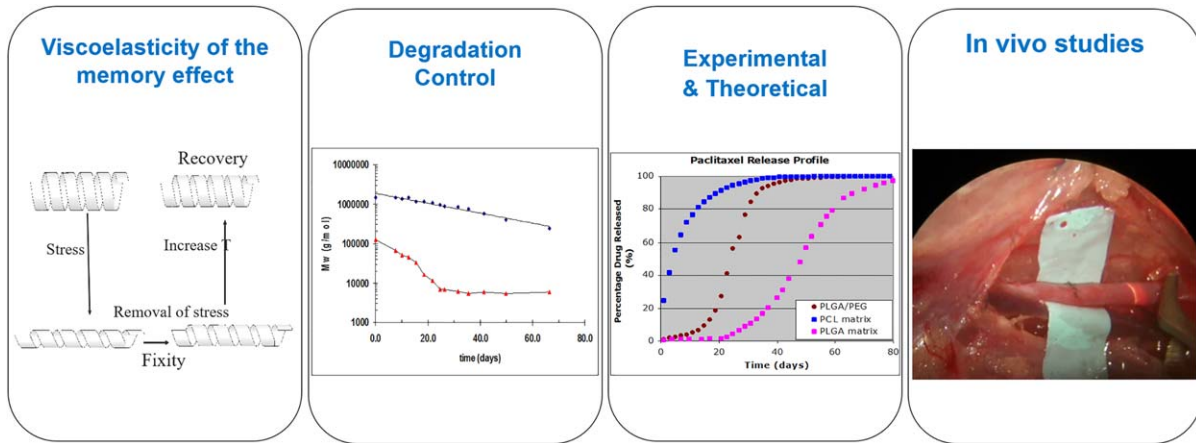 Viscoelasticity of the
memory effect
Recovery
Stress
Increase T
Removal of stress
Fixity
Degradation
Control
10000000
1000000
100000
10000
1000
Mw (g/mol)
0.0
20.0
40.0
60.0
80.0
time (days)
Experimental
& Theoretical
Paclitaxel Release Profile
Percentage Drug Released
(%)
100
80
60
40
20
0
PLGA/PEG
PCL matrix
PLGA matrix
0
20
40
60
80
Time (days)
In vivo studies